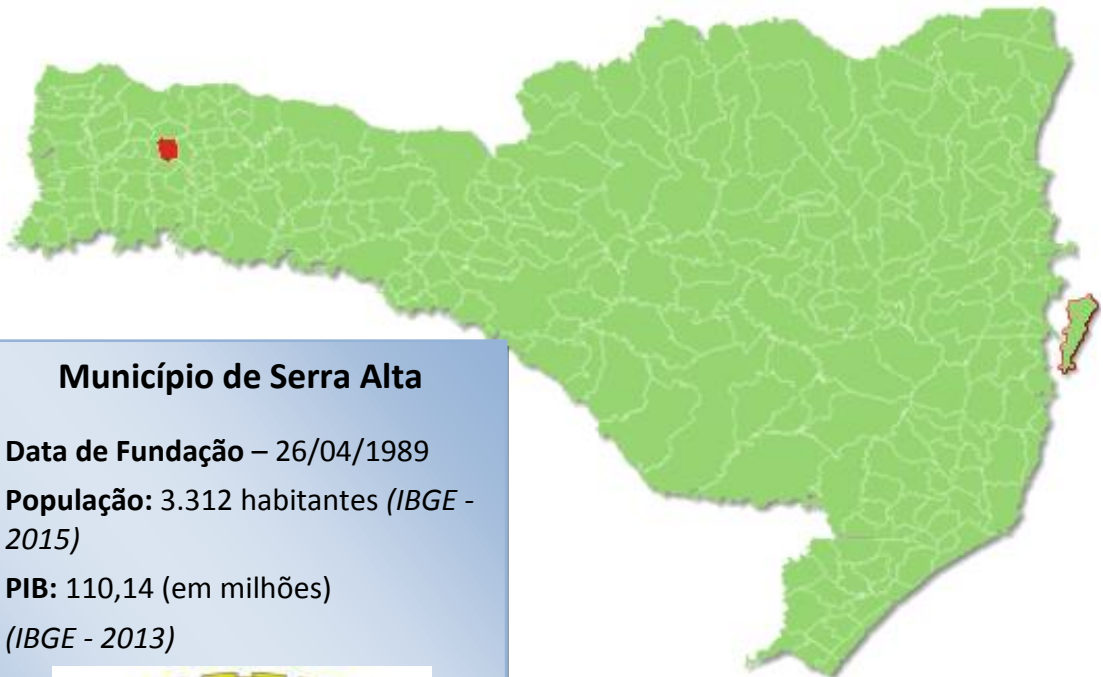 Município de Serra Alta
Data de Fundação – 26/04/1989
População: 3.312 habitantes (IBGE -
2015)
PIB: 110,14 (em milhões)
(IBGE - 2013)